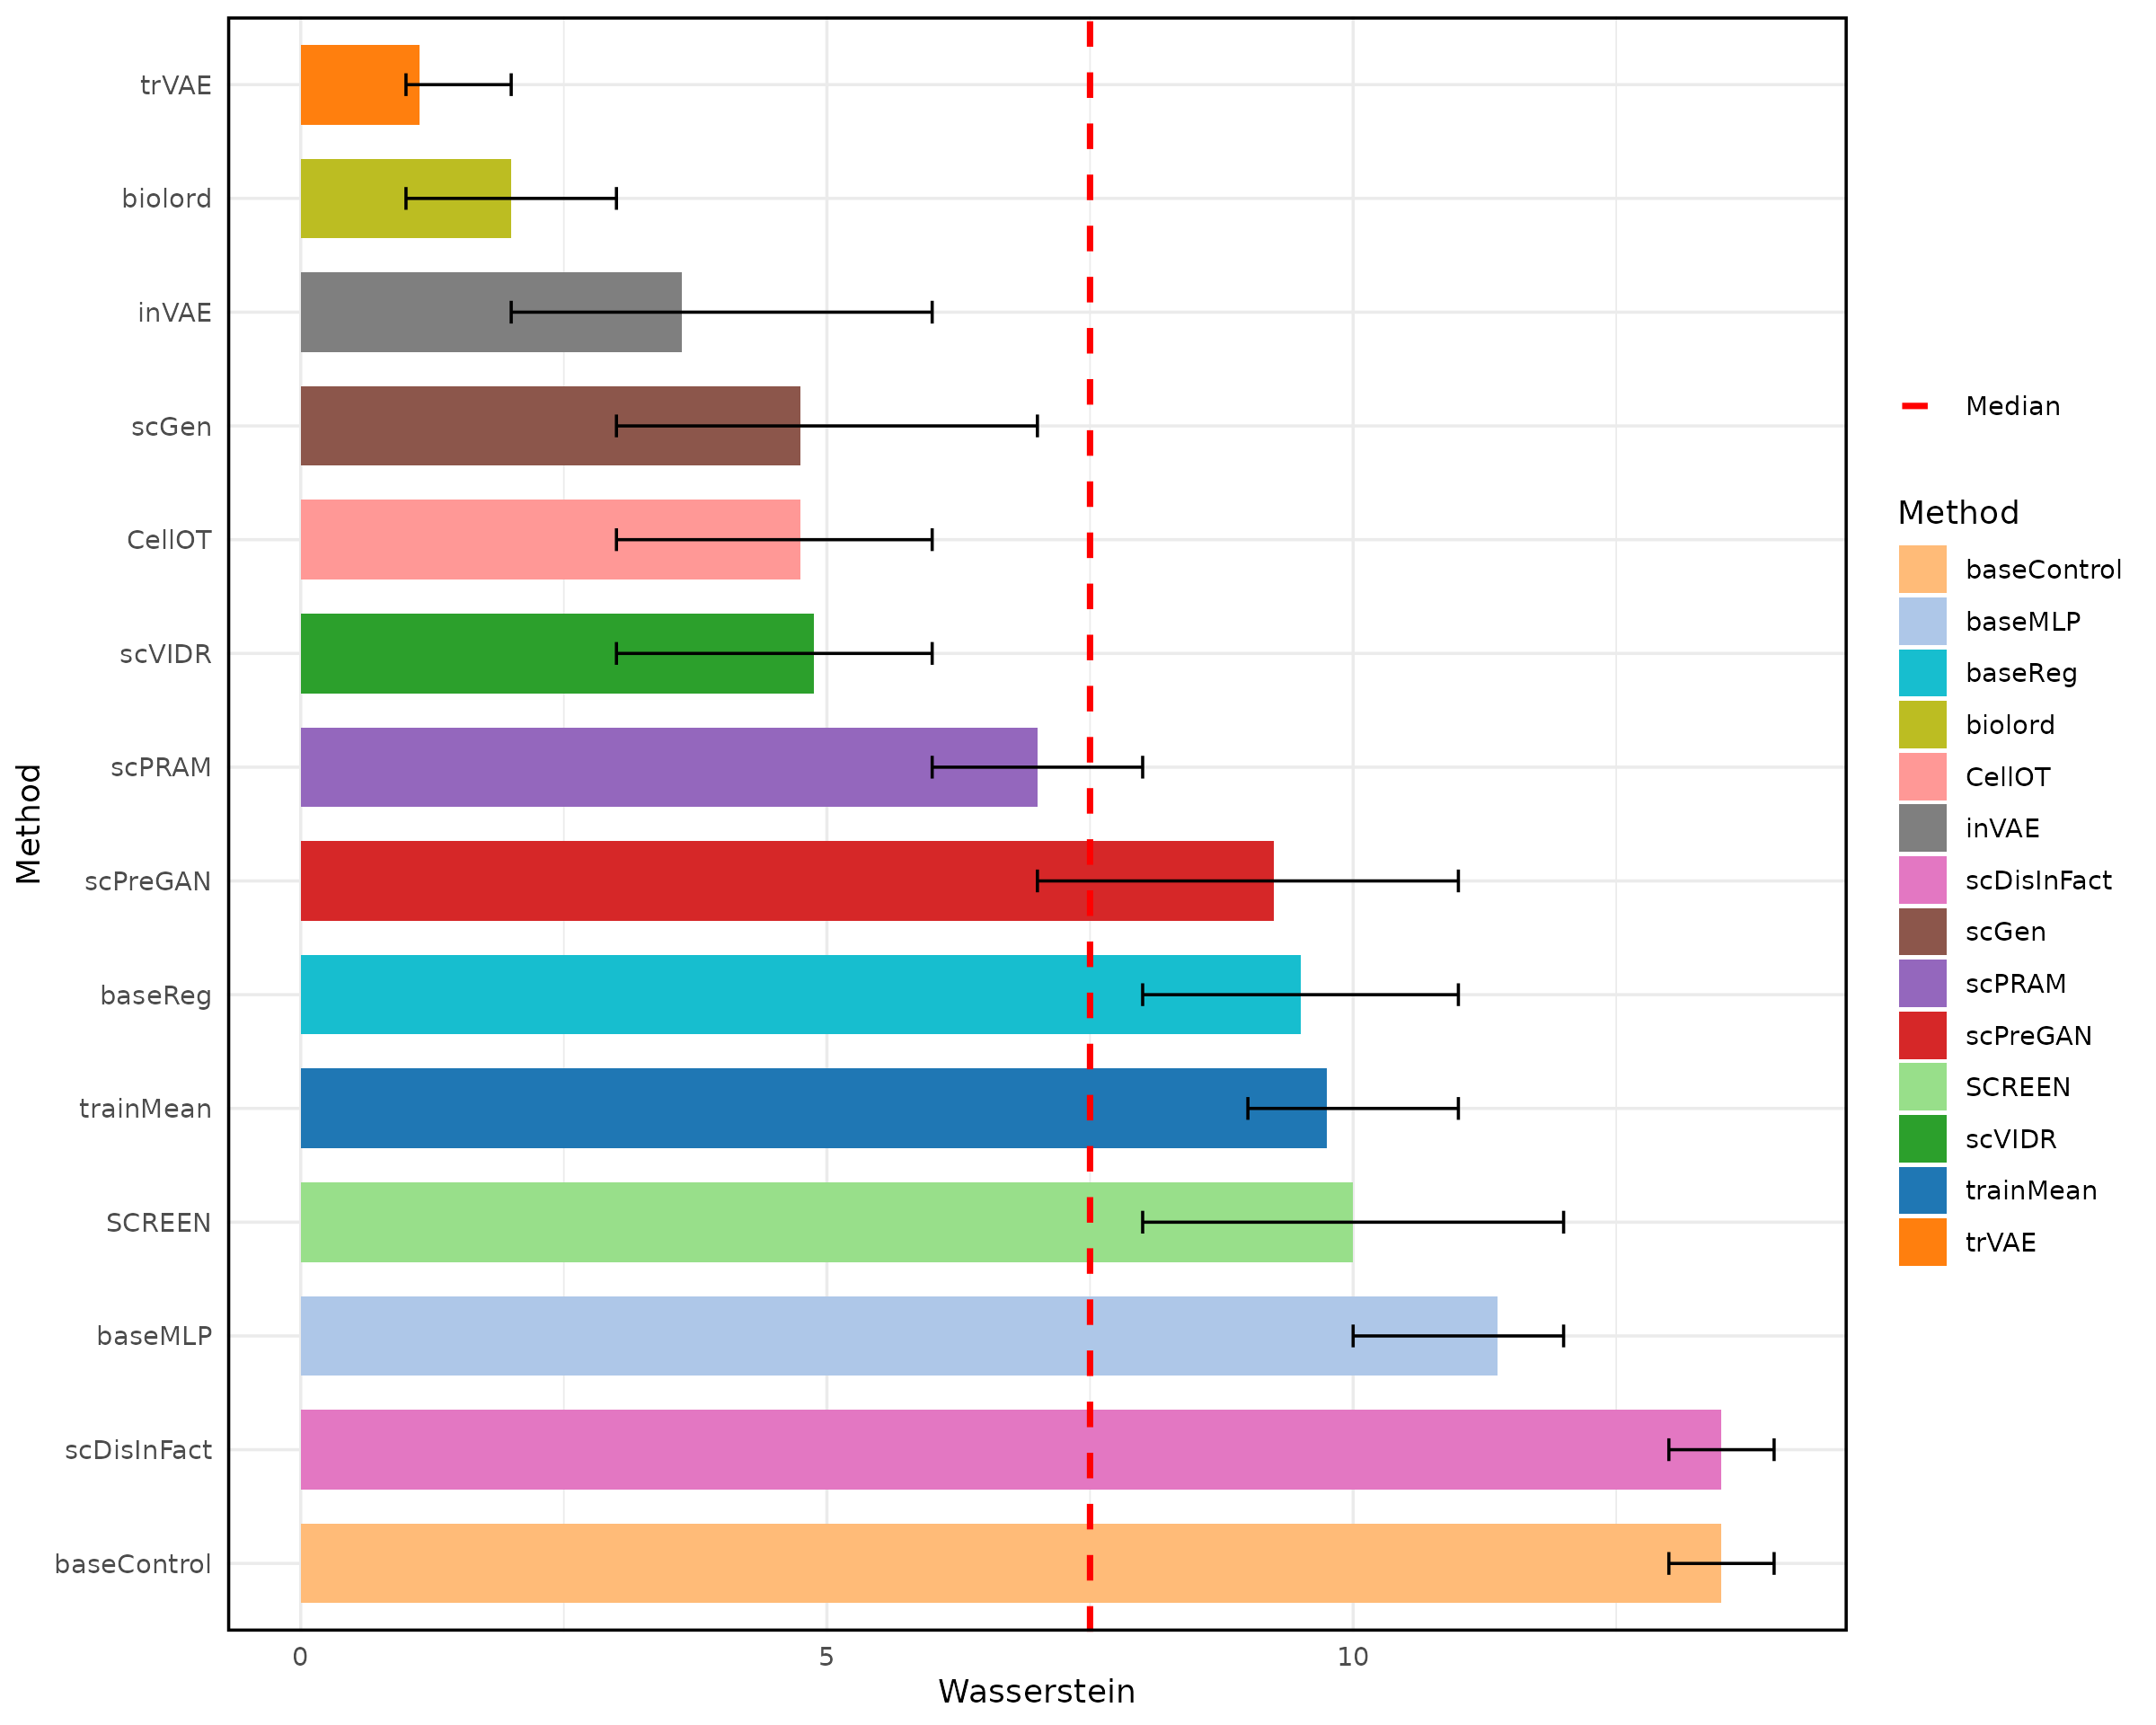 trVAE
biolord
inVAE
scGen
CellOT
scVIDR
scPRAM
scPreGAN
baseReg
trainMean
SCREEN
baseMLP
scDisInFact
baseControl
Method
0 5 10
Wasserstein
Median
Method
baseControl
baseMLP
baseReg
biolord
CellOT
inVAE
scDisInFact
scGen
scPRAM
scPreGAN
SCREEN
scVIDR
trainMean
trVAE